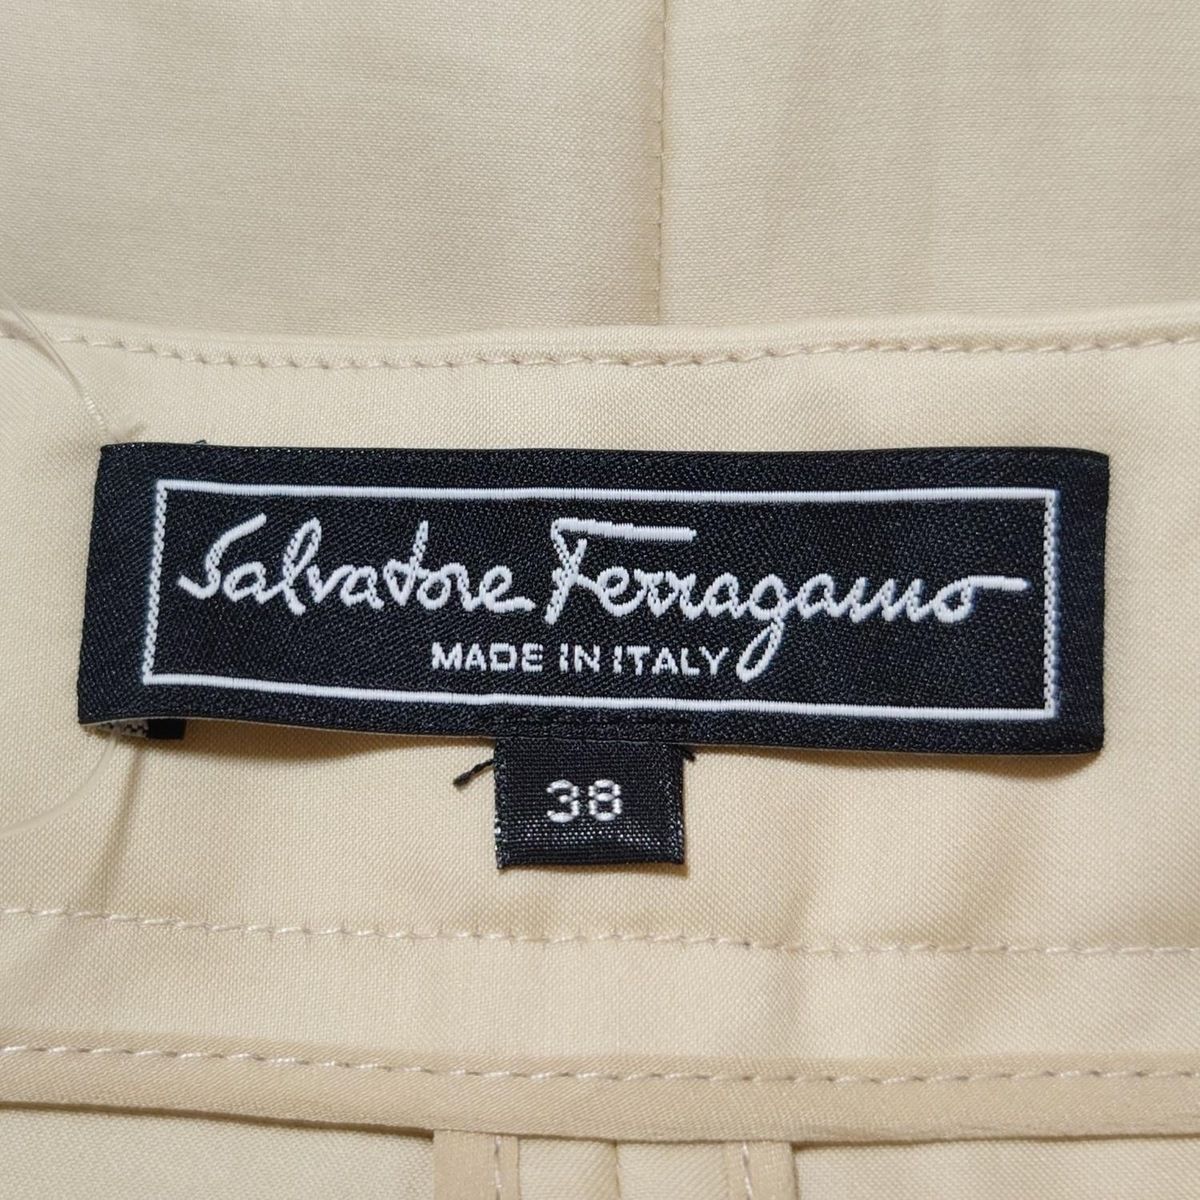 Salvatore Ferragamo
MADE IN ITALY
38